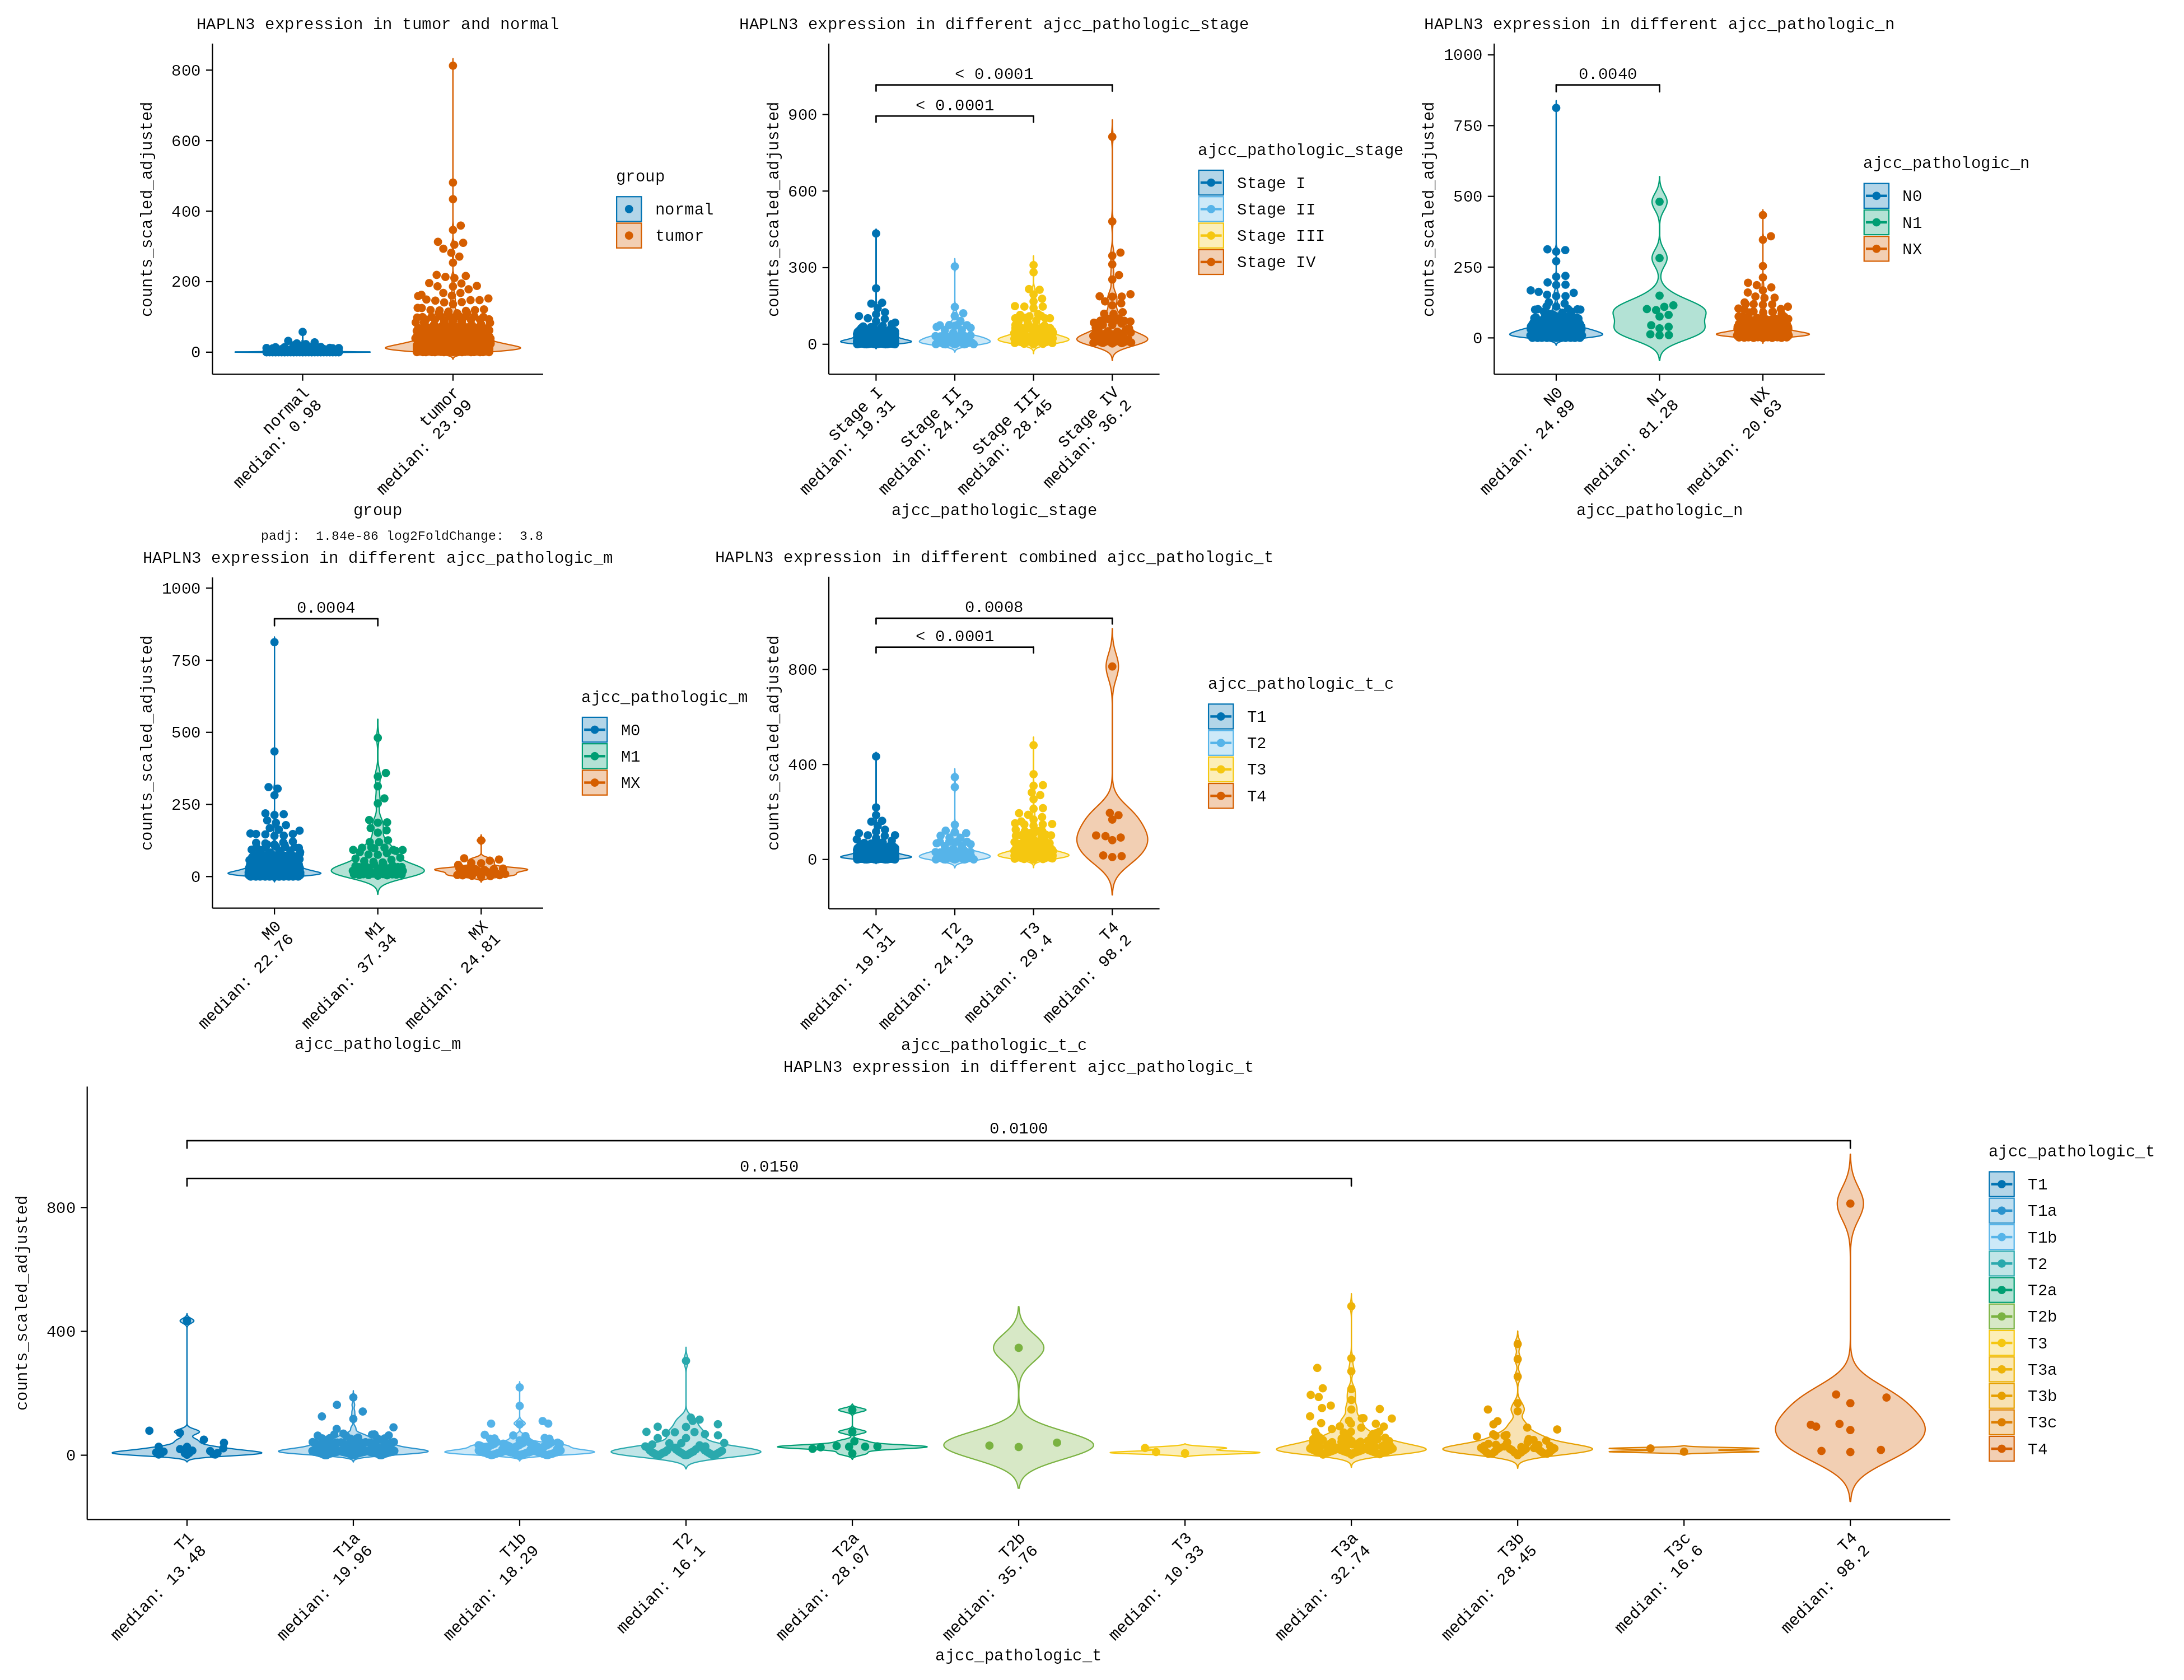 HAPLN3 expression in tumor and normal
counts_scaled_adjusted
800
600
400
200
0
normal
median: 0.98
tumor
median: 23.99
group
padj:  1.84e-86 log2FoldChange:  3.8
group
normal
tumor
HAPLN3 expression in different ajcc_pathologic_stage
counts_scaled_adjusted
900
600
300
0
< 0.0001
< 0.0001
Stage I
median: 19.31
Stage II
median: 24.13
Stage III
median: 28.45
Stage IV
median: 36.2
ajcc_pathologic_stage
ajcc_pathologic_stage
Stage I
Stage II
Stage III
Stage IV
HAPLN3 expression in different ajcc_pathologic_n
counts_scaled_adjusted
1000
750
500
250
0
0.0040
N0
median: 24.89
N1
median: 81.28
NX
median: 20.63
ajcc_pathologic_n
ajcc_pathologic_n
N0
N1
NX
HAPLN3 expression in different ajcc_pathologic_m
counts_scaled_adjusted
1000
750
500
250
0
0.0004
M0
median: 22.76
M1
median: 37.34
MX
median: 24.81
ajcc_pathologic_m
ajcc_pathologic_m
M0
M1
MX
HAPLN3 expression in different combined ajcc_pathologic_t
counts_scaled_adjusted
800
400
0
0.0008
< 0.0001
T1
median: 19.31
T2
median: 24.13
T3
median: 29.4
T4
median: 98.2
ajcc_pathologic_t_c
ajcc_pathologic_t_c
T1
T2
T3
T4
HAPLN3 expression in different ajcc_pathologic_t
counts_scaled_adjusted
800
400
0
0.0100
0.0150
T1
median: 13.48
T1a
median: 19.96
T1b
median: 18.29
T2
median: 16.1
T2a
median: 28.07
T2b
median: 35.76
T3
median: 10.33
T3a
median: 32.74
T3b
median: 28.45
T3c
median: 16.6
T4
median: 98.2
ajcc_pathologic_t
ajcc_pathologic_t
T1
T1a
T1b
T2
T2a
T2b
T3
T3a
T3b
T3c
T4